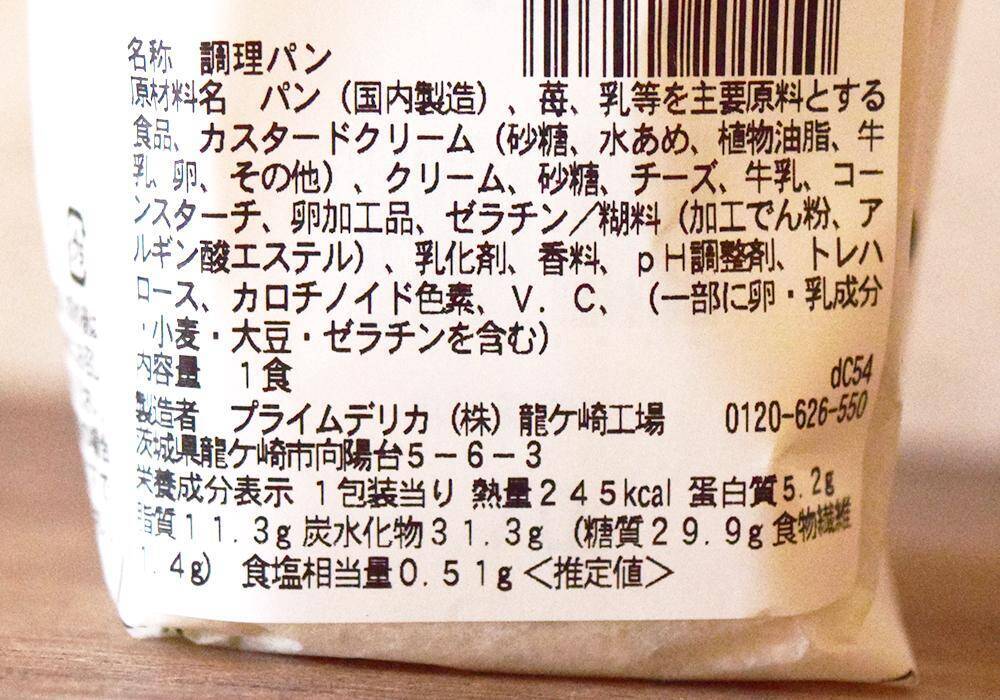 名称 調理パン
原材料名 パン(国内製造)、苺、乳等を主要原料とする
食品、カスタードクリーム(砂糖、水あめ、植物油脂、牛
乳、卵、その他)、クリーム、砂糖、チーズ、牛乳、コー
ンスターチ、卵加工品、ゼラチン/糊料(加工でん粉、ア
ルギン酸エステル)、乳化剤、香料、pH調整剤、トレハ
ロース、カロチノイド色素、V.C、(一部に卵・乳成分
・小麦・大豆・ゼラチンを含む)
内容量 1食
dC54
製造者 プライムデリカ(株)龍ケ崎工場 0120-626-550
茨城県龍ケ崎市向陽台5-6-3
栄養成分表示 1包装当り 熱量245kcal 蛋白質5.2g
脂質11.3g 炭水化物31.3g (糖質29.9g 食物繊維
1.4g) 食塩相当量0.51g<推定値>